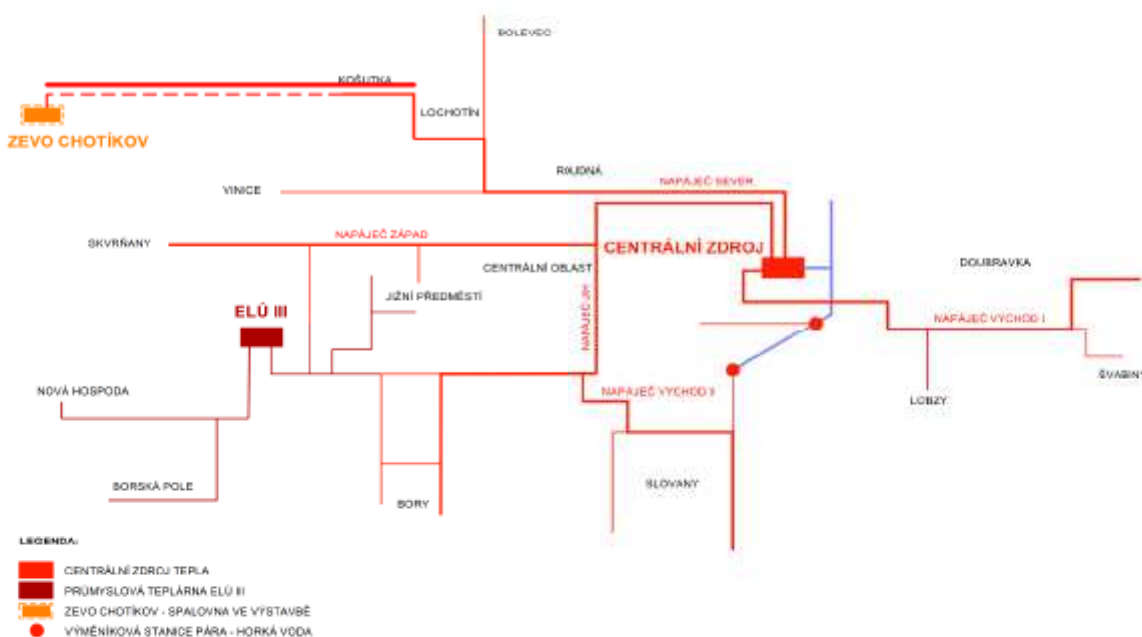 BOLEVEC
KOŠUTKA
LOCHOTÍN
ZEVO CHOTÍKOV
ROUDNÁ
VINICE
NAPÁJEČ SEVER
SKVRŇANY
NAPÁJEČ ZÁPAD
CENTRÁLNÍ ZDROJ
CENTRÁLNÍ OBLAST
DOUBRAVKA
JIŽNÍ PŘEDMĚSTÍ
ELÚ III
NAPÁJEČ JIH
NAPÁJEČ VÝCHOD I
ŠVABINY
NOVÁ HOSPODA
NAPÁJEČ VÝCHOD II
LOBZY
BORSKÁ POLE
BORY
SLOVANY
LEGENDA:
CENTRÁLNÍ ZDROJ TEPLA
PRŮMYSLOVÁ TEPLÁRNA ELÚ III
ZEVO CHOTÍKOV - SPALOVNA VE VÝSTAVBĚ
VÝMĚNÍKOVÁ STANICE PÁRA - HORKÁ VODA